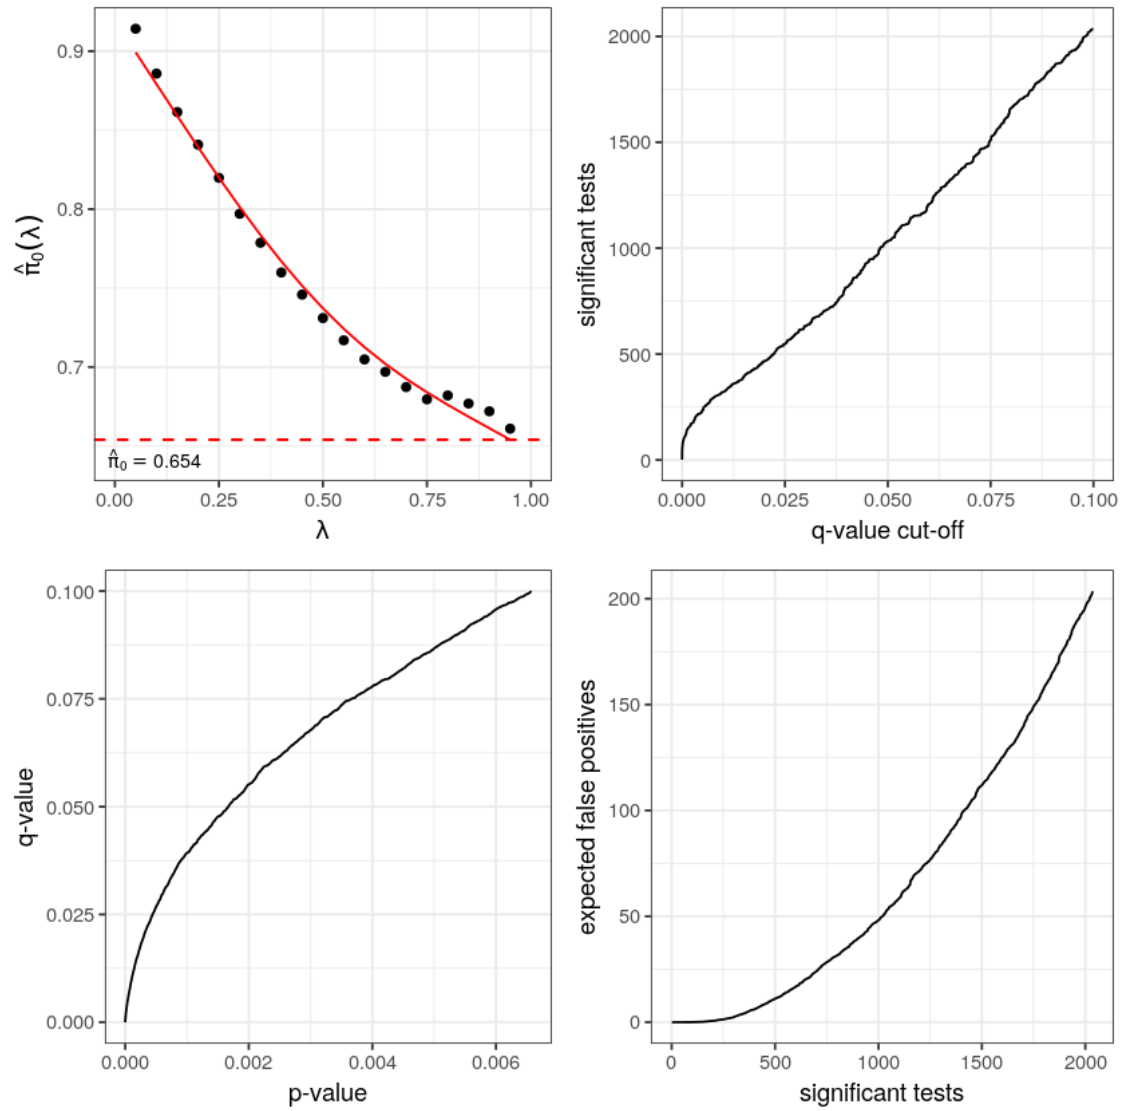 0.9
0.8
0.7
π̂₀(λ)
π̂₀ = 0.654
0.00 0.25 0.50 0.75 1.00
λ
2000
1500
1000
500
0
significant tests
0.000 0.025 0.050 0.075 0.100
q-value cut-off
0.100
0.075
0.050
0.025
0.000
q-value
0.000 0.002 0.004 0.006
p-value
200
150
100
50
0
expected false positives
0 500 1000 1500 2000
significant tests